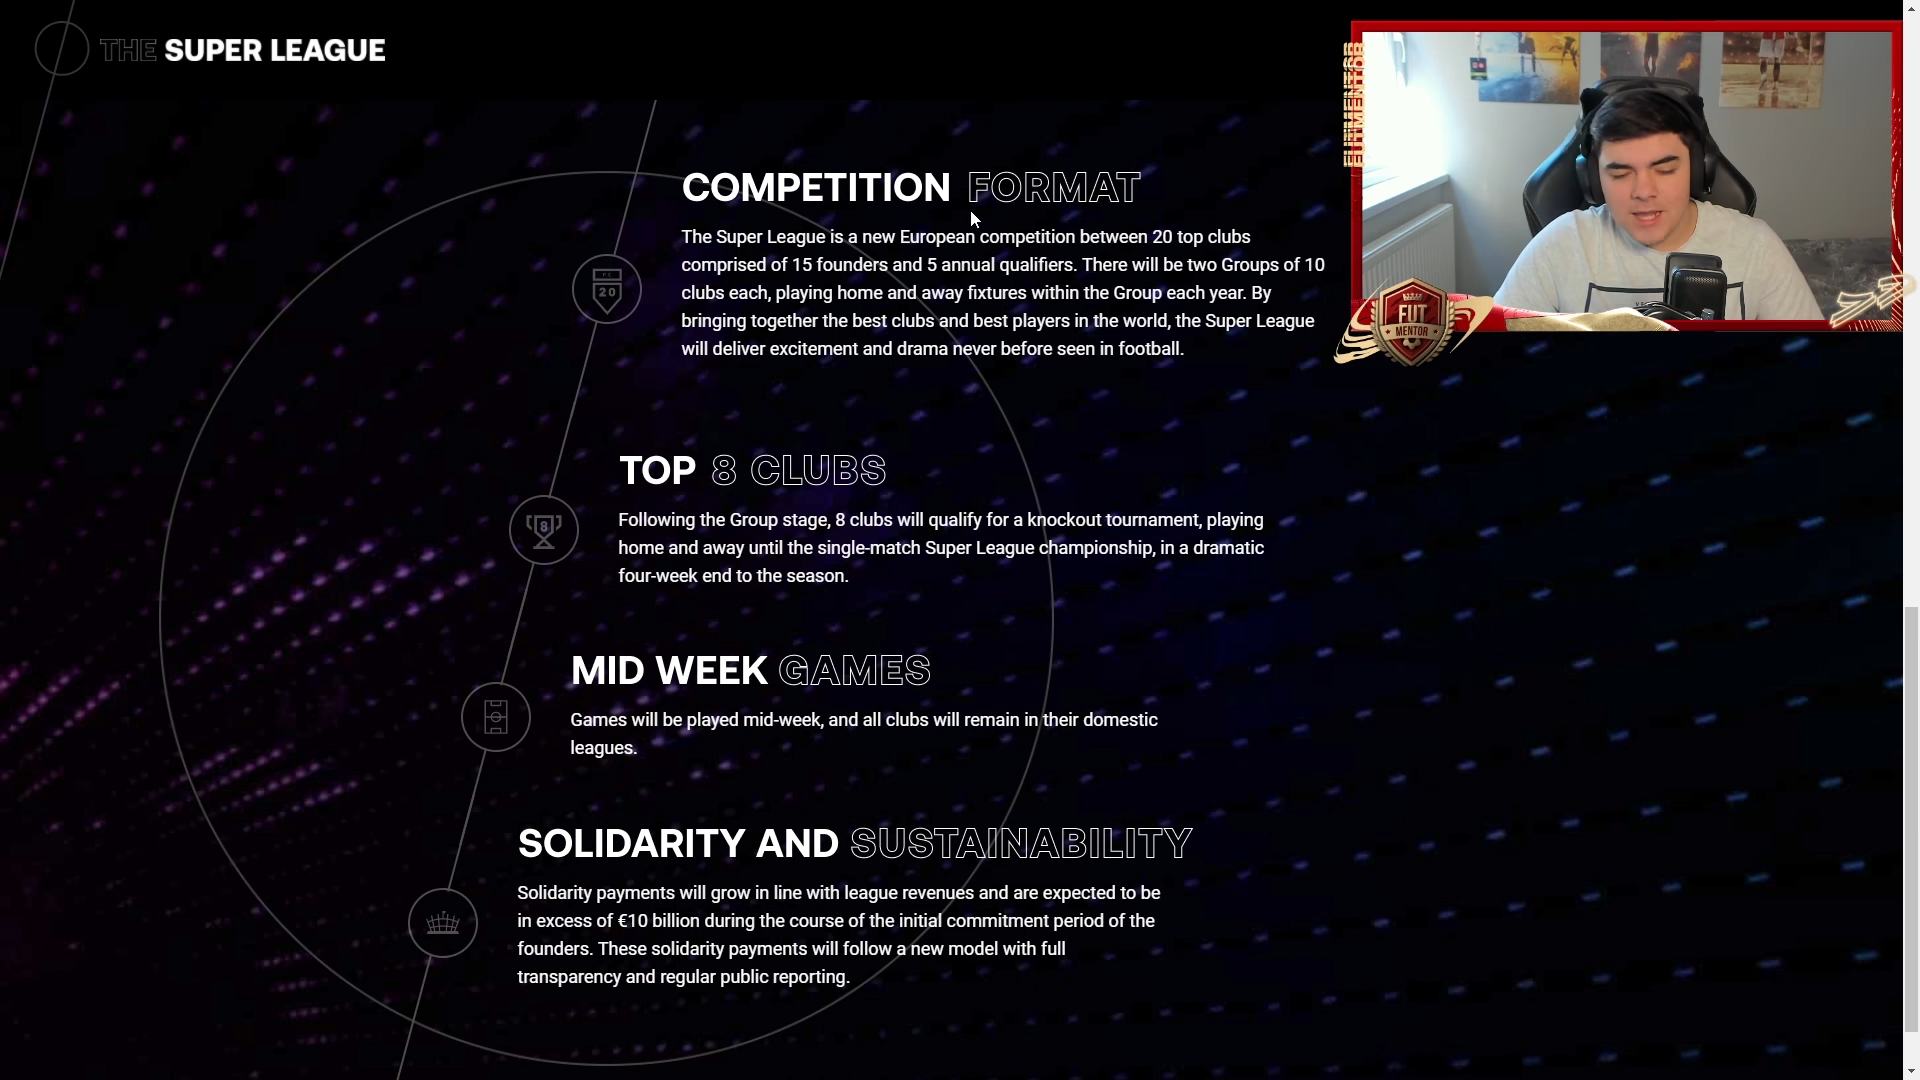 THE SUPER LEAGUE
COMPETITION FORMAT
The Super League is a new European competition between 20 top clubs
comprised of 15 founders and 5 annual qualifiers. There will be two Groups of 10
clubs each, playing home and away fixtures within the Group each year. By
bringing together the best clubs and best players in the world, the Super League
will deliver excitement and drama never before seen in football.
20
TOP 8 CLUBS
Following the Group stage, 8 clubs will qualify for a knockout tournament, playing
home and away until the single-match Super League championship, in a dramatic
four-week end to the season.
8
MID WEEK GAMES
Games will be played mid-week, and all clubs will remain in their domestic
leagues.
SOLIDARITY AND SUSTAINABILITY
Solidarity payments will grow in line with league revenues and are expected to be
in excess of €10 billion during the course of the initial commitment period of the
founders. These solidarity payments will follow a new model with full
transparency and regular public reporting.
FUT
MENTOR